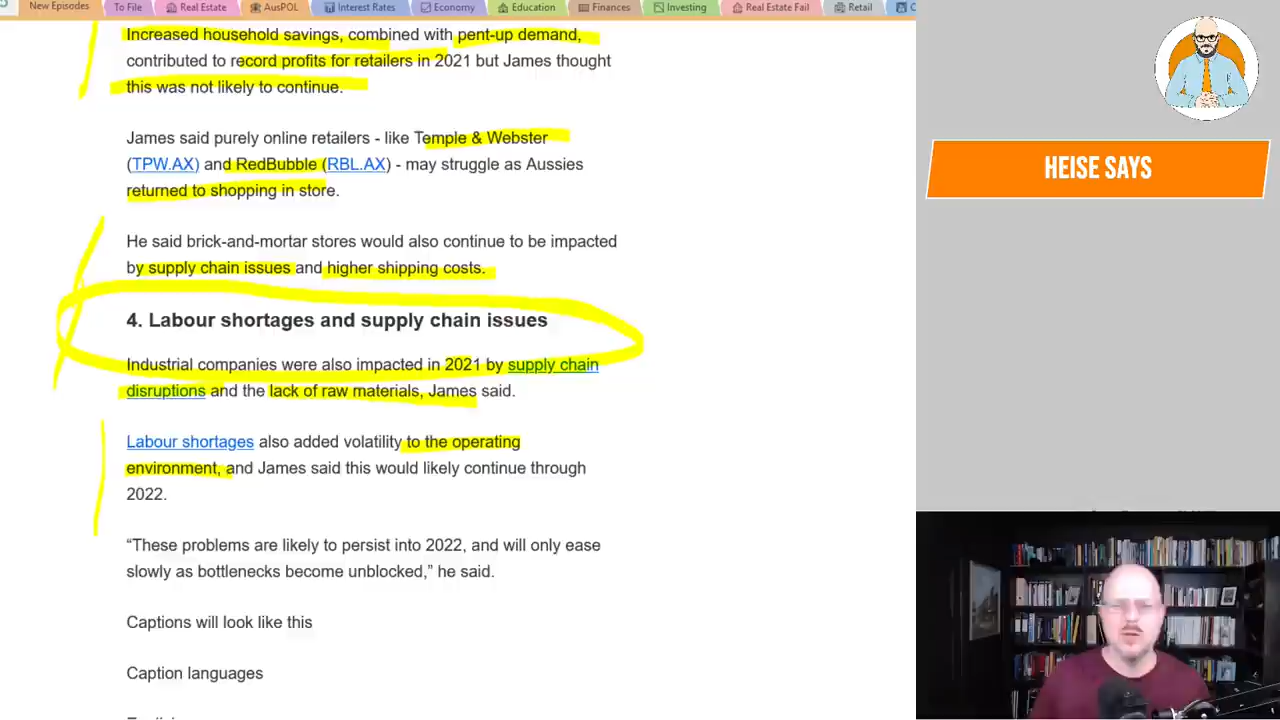 New Episodes To File Real Estate AusPOL Interest Rates Economy Education Finances Investing Real Estate Fail Retail
Increased household savings, combined with pent-up demand,
contributed to record profits for retailers in 2021 but James thought
this was not likely to continue.
James said purely online retailers - like Temple & Webster
(TPW.AX) and RedBubble (RBL.AX) - may struggle as Aussies
returned to shopping in store.
He said brick-and-mortar stores would also continue to be impacted
by supply chain issues and higher shipping costs.
4. Labour shortages and supply chain issues
Industrial companies were also impacted in 2021 by supply chain
disruptions and the lack of raw materials, James said.
Labour shortages also added volatility to the operating
environment, and James said this would likely continue through
2022.
“These problems are likely to persist into 2022, and will only ease
slowly as bottlenecks become unblocked,” he said.
Captions will look like this
Caption languages
HEISE SAYS